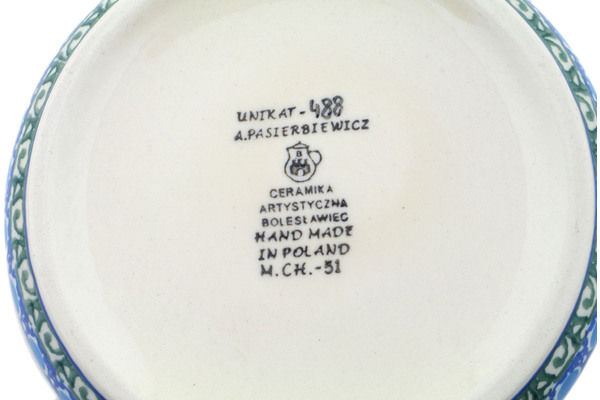 UNIKAT-488
A.PASIERBIEWICZ
B
CERAMIKA
ARTYSTYCZNA
BOLESŁAWIEC
HAND MADE
IN POLAND
M.CH.-51